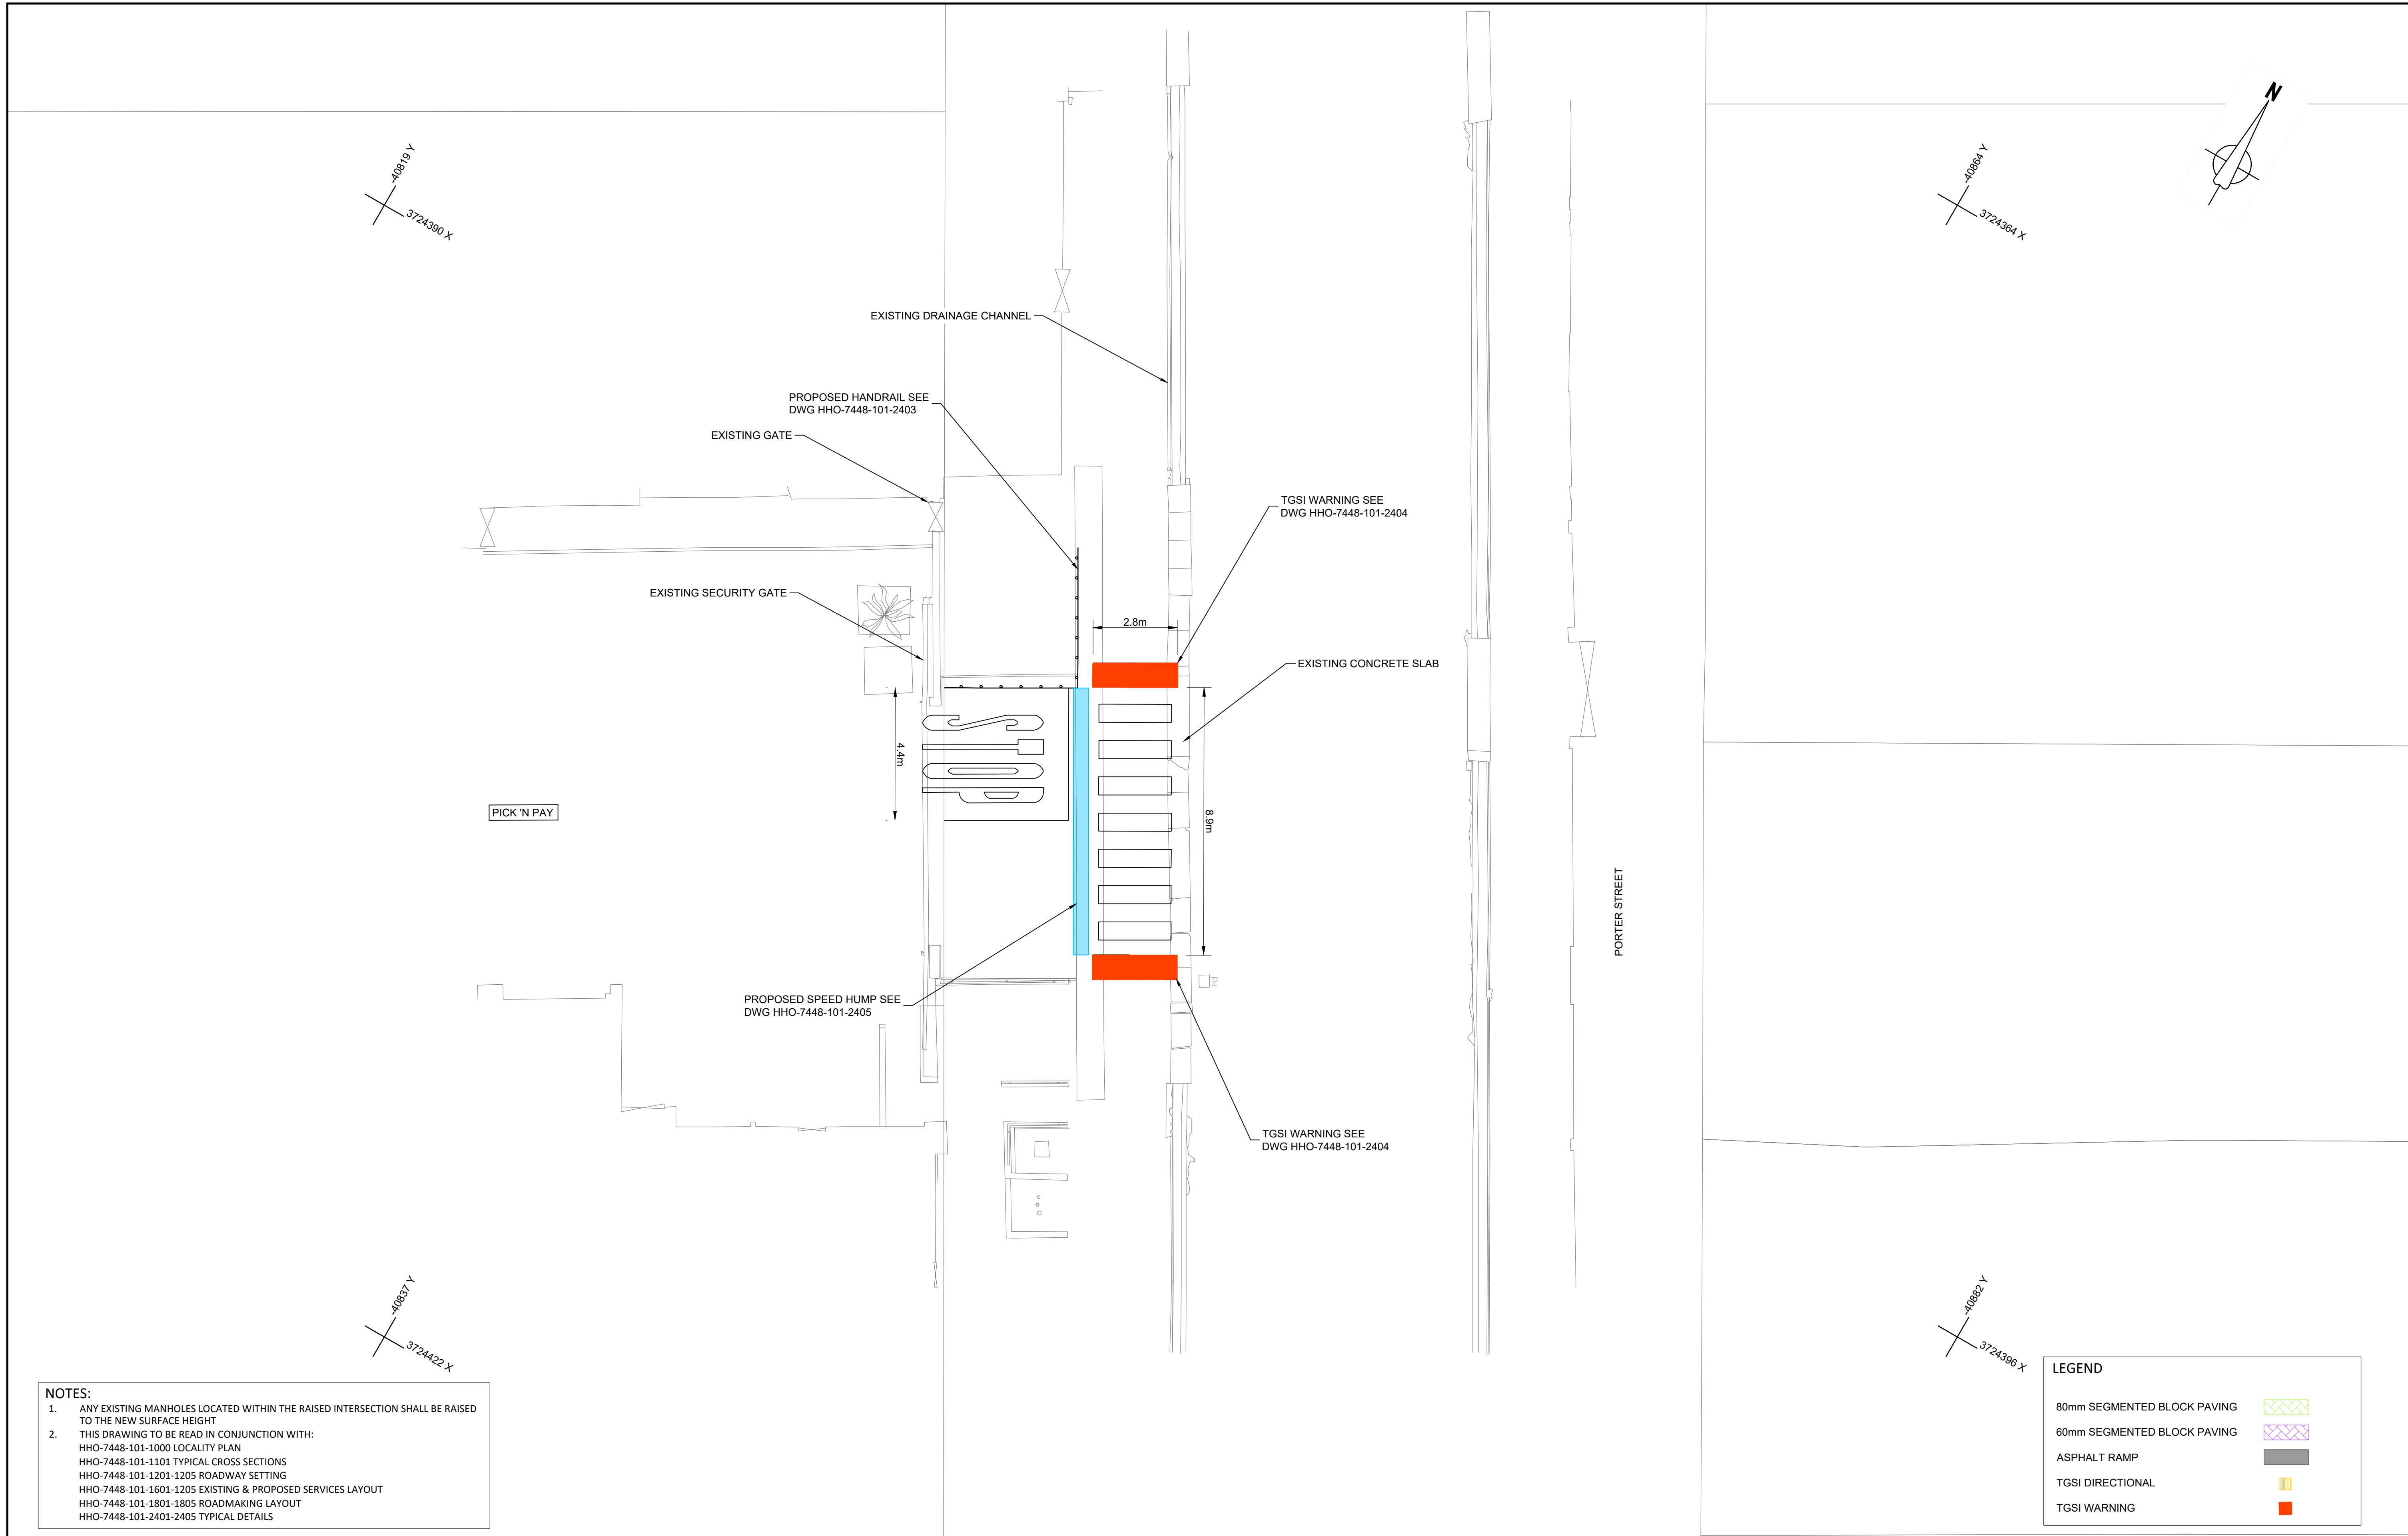 N
-40819 Y
3724390 X
-40864 Y
3724364 X
EXISTING DRAINAGE CHANNEL
PROPOSED HANDRAIL SEE
DWG HHO-7448-101-2403
EXISTING GATE
TGSI WARNING SEE
DWG HHO-7448-101-2404
EXISTING SECURITY GATE
2.8m
EXISTING CONCRETE SLAB
4.4m
STOP
PICK 'N PAY
8.9m
PORTER STREET
PROPOSED SPEED HUMP SEE
DWG HHO-7448-101-2405
TGSI WARNING SEE
DWG HHO-7448-101-2404
-40837 Y
3724422 X
-40882 Y
3724396 X
NOTES:
1. ANY EXISTING MANHOLES LOCATED WITHIN THE RAISED INTERSECTION SHALL BE RAISED
TO THE NEW SURFACE HEIGHT
2. THIS DRAWING TO BE READ IN CONJUNCTION WITH:
HHO-7448-101-1000 LOCALITY PLAN
HHO-7448-101-1101 TYPICAL CROSS SECTIONS
HHO-7448-101-1201-1205 ROADWAY SETTING
HHO-7448-101-1601-1205 EXISTING & PROPOSED SERVICES LAYOUT
HHO-7448-101-1801-1805 ROADMAKING LAYOUT
HHO-7448-101-2401-2405 TYPICAL DETAILS
LEGEND
80mm SEGMENTED BLOCK PAVING
60mm SEGMENTED BLOCK PAVING
ASPHALT RAMP
TGSI DIRECTIONAL
TGSI WARNING